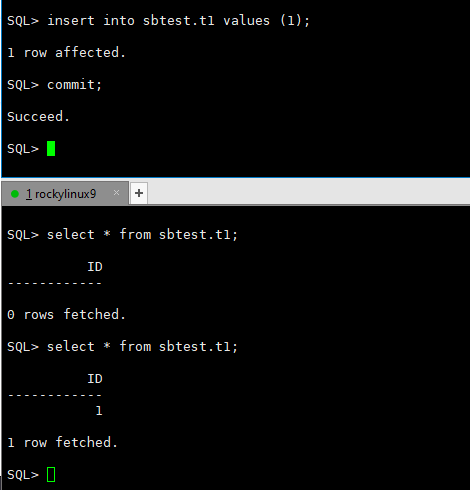 SQL> insert into sbtest.t1 values (1);
1 row affected.
SQL> commit;
Succeed.
SQL>
1 rockylinux9 × +
SQL> select * from sbtest.t1;
ID
------------
0 rows fetched.
SQL> select * from sbtest.t1;
ID
------------
1
1 row fetched.
SQL>